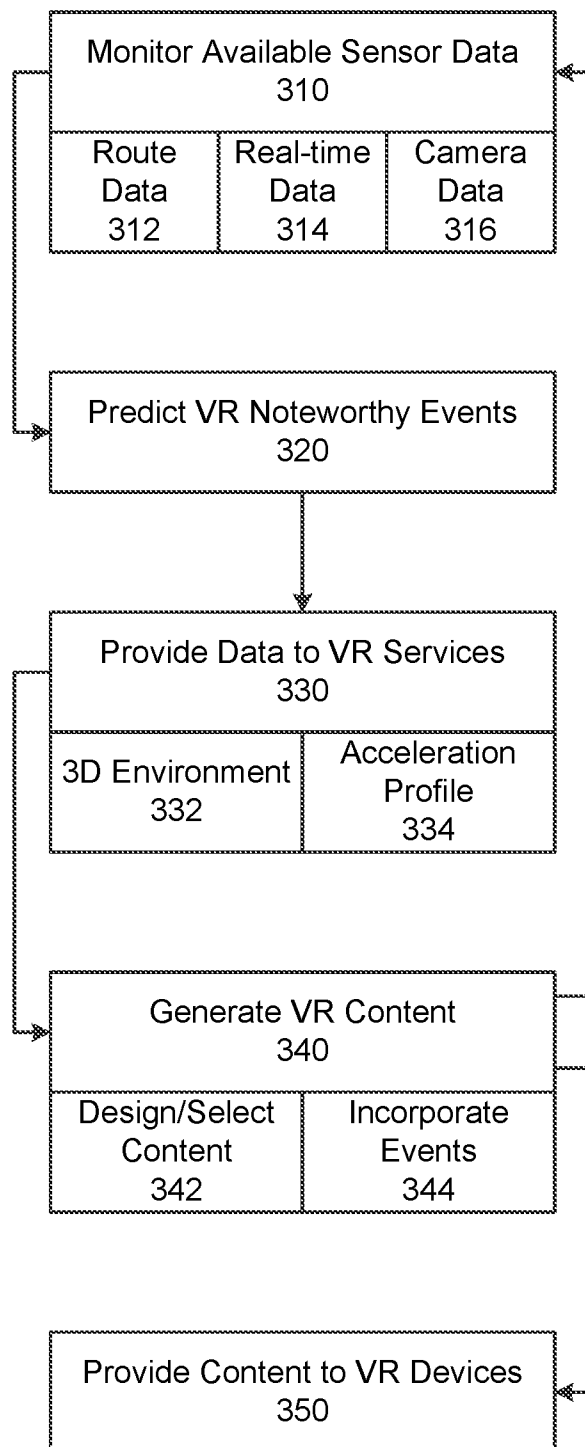 Monitor Available Sensor Data
310
Route
Data
312
Real-time
Data
314
Camera
Data
316
Predict VR Noteworthy Events
320
Provide Data to VR Services
330
3D Environment
332
Acceleration
Profile
334
Generate VR Content
340
Design/Select
Content
342
Incorporate
Events
344
Provide Content to VR Devices
350